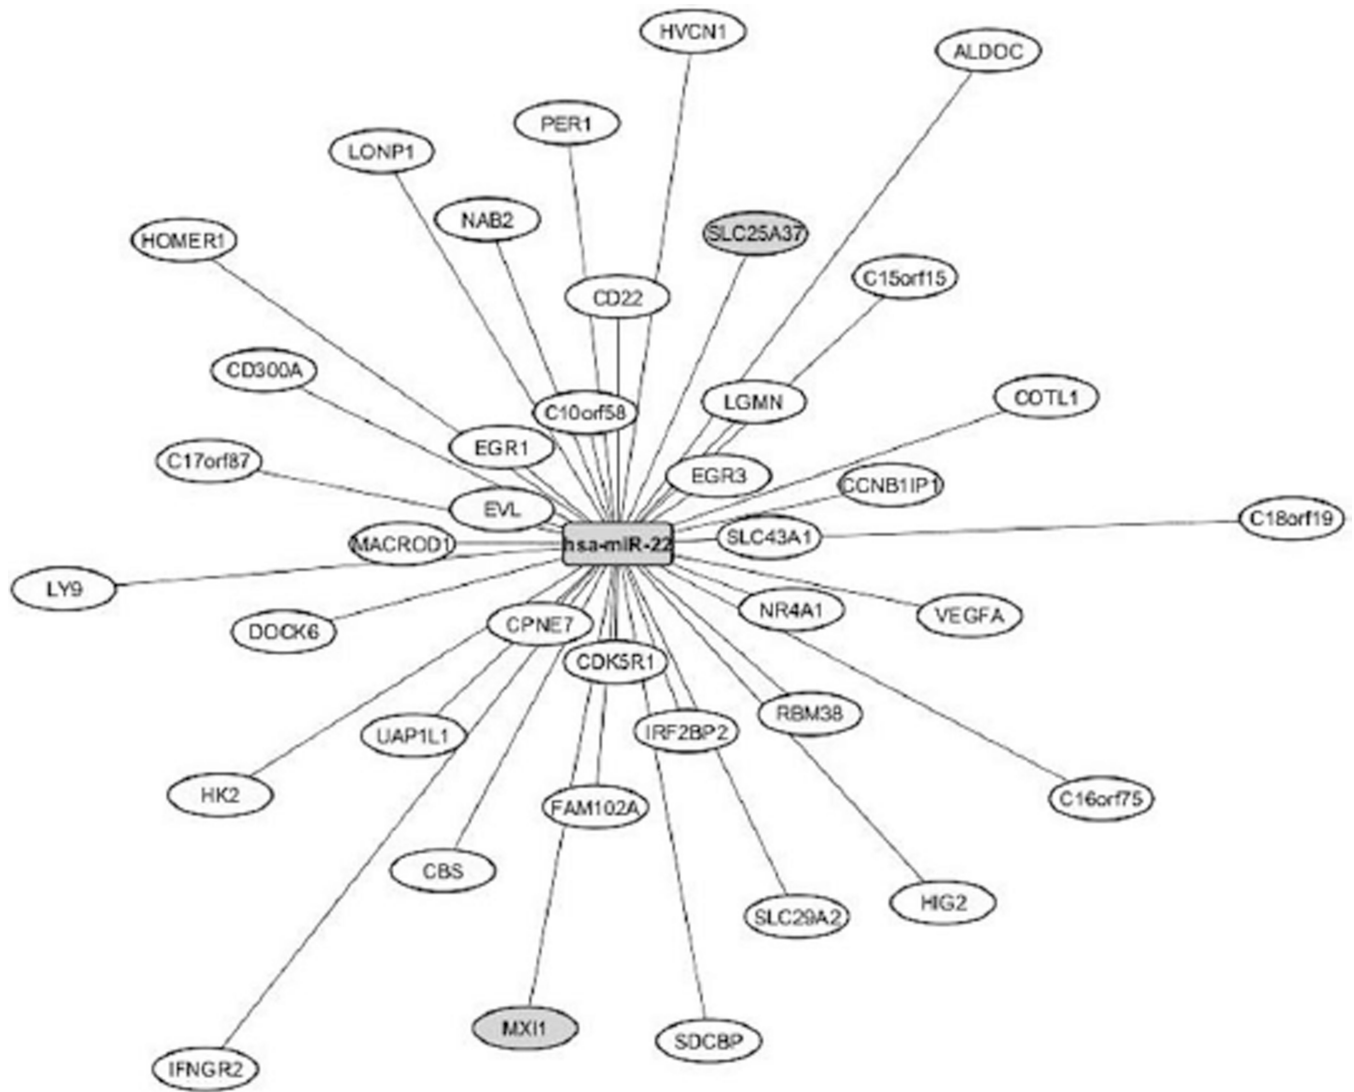 HVCN1
ALDOC
PER1
LONP1
NAB2
SLC25A37
HOMER1
C15orf15
CD22
CD300A
COTL1
LGMN
C10orf58
EGR1
C17orf87
EGR3
CCNB1IP1
EVL
C18orf19
SLC43A1
MACROD1
hsa-miR-22
LY9
NR4A1
VEGFA
CPNE7
DOCK6
CDK5R1
RBM38
IRF2BP2
UAP1L1
HK2
C16orf75
FAM102A
CBS
HIG2
SLC29A2
MXI1
SDCBP
IFNGR2